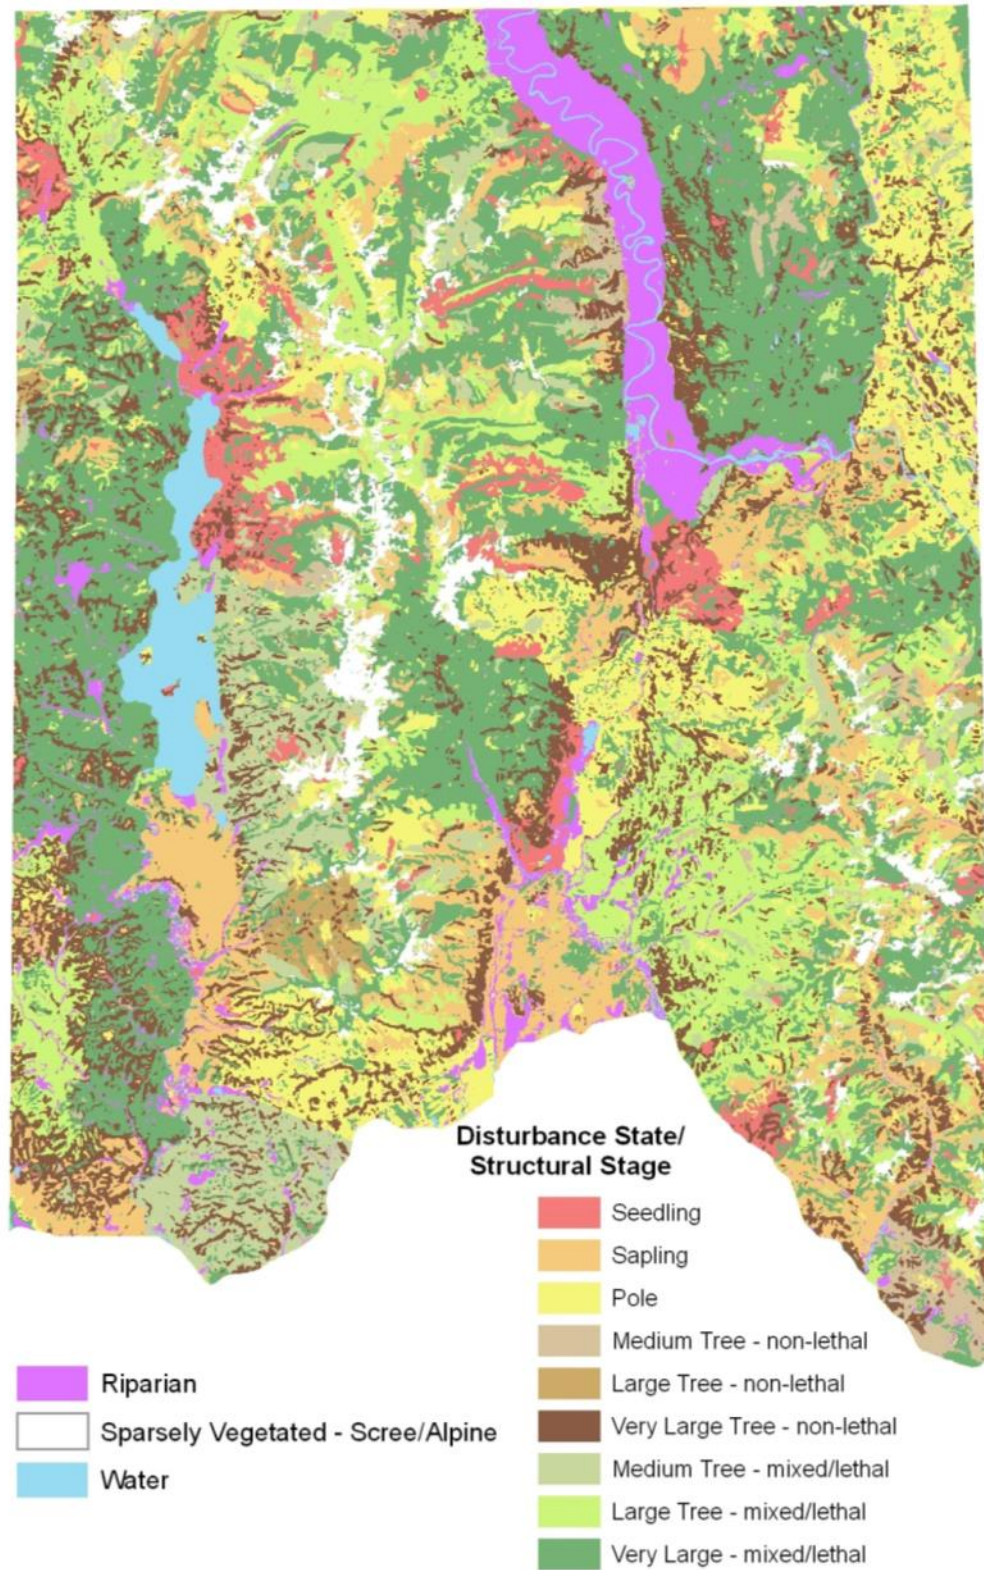 Disturbance State/
Structural Stage
Seedling
Sapling
Pole
Medium Tree - non-lethal
Large Tree - non-lethal
Very Large Tree - non-lethal
Medium Tree - mixed/lethal
Large Tree - mixed/lethal
Very Large - mixed/lethal
Riparian
Sparsely Vegetated - Scree/Alpine
Water